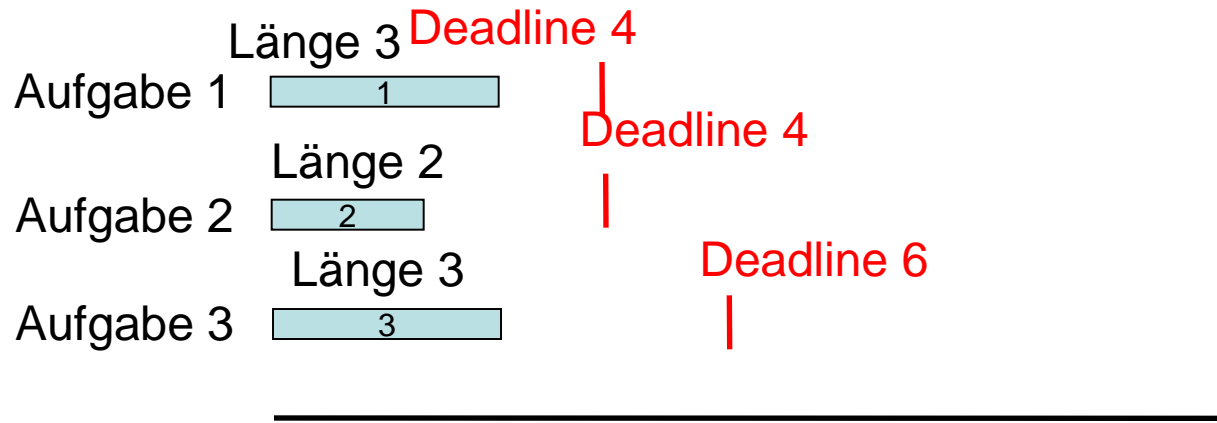 Länge 3 Deadline 4
Aufgabe 1 1
Deadline 4
Länge 2
Aufgabe 2 2
Länge 3 Deadline 6
Aufgabe 3 3